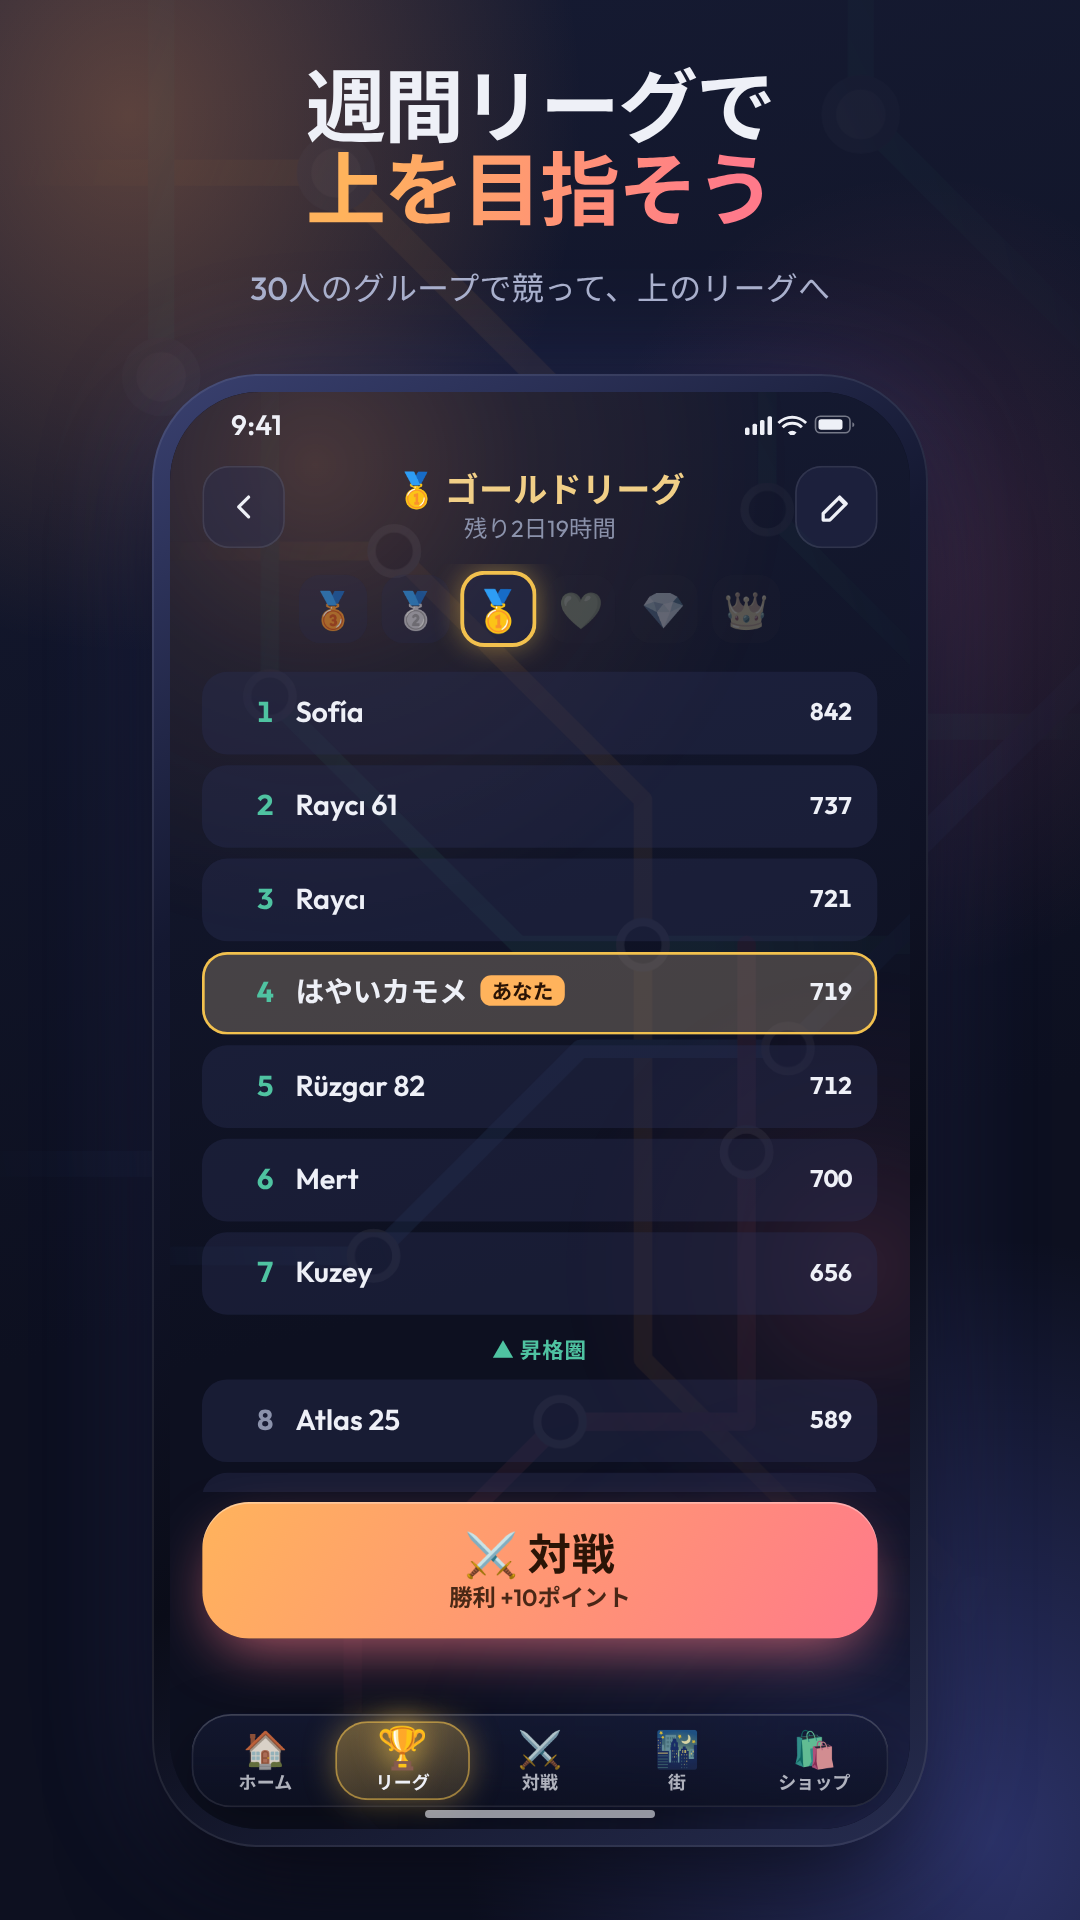 週間リーグで
上を目指そう
30人のグループで競って、上のリーグへ
9:41
ゴールドリーグ
残り2日19時間
1 Sofía 842
2 Raycı 61 737
3 Raycı 721
4 はやいカモメ あなた 719
5 Rüzgar 82 712
6 Mert 700
7 Kuzey 656
▲ 昇格圏
8 Atlas 25 589
対戦
勝利 +10ポイント
ホーム リーグ 対戦 街 ショップ